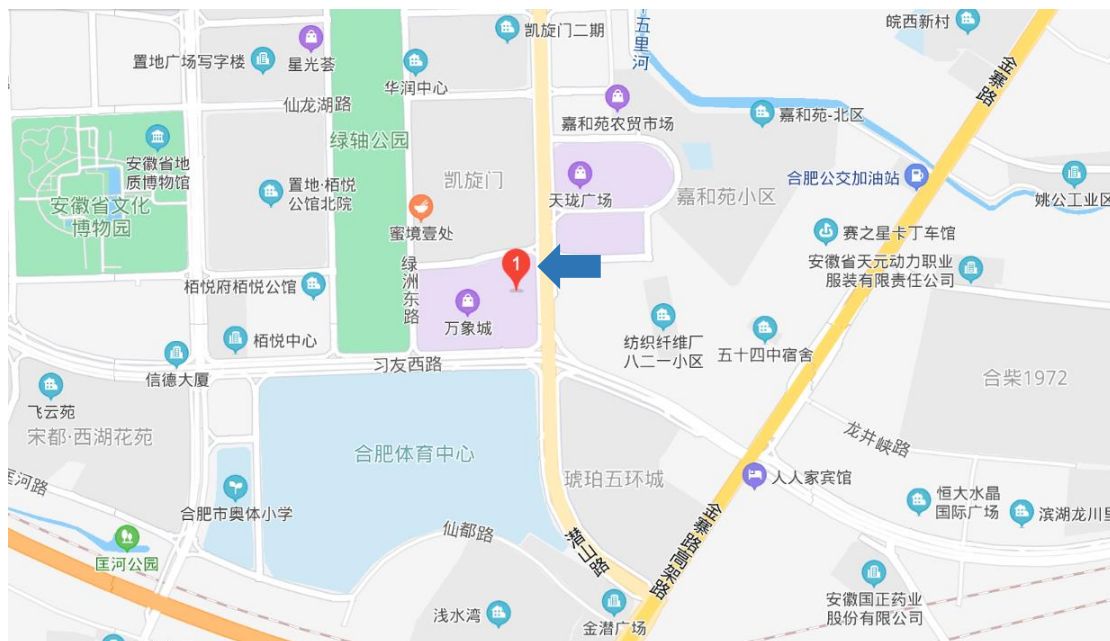 皖西新村
凯旋门二期
五里河
金寨路
置地广场写字楼
星光荟
华润中心
仙龙湖路
嘉和苑农贸市场
嘉和苑-北区
绿轴公园
安徽省地
质博物馆
置地·栢悦
公馆北院
凯旋门
天珑广场
嘉和苑小区
合肥公交加油站
姚公工业区
安徽省文化
博物园
蜜境壹处
赛之星卡丁车馆
1
绿洲东路
安徽省天元动力职业
服装有限责任公司
栢悦府栢悦公馆
万象城
栢悦中心
纺织纤维厂
八二一小区
五十四中宿舍
习友西路
信德大厦
合柴1972
飞云苑
宋都·西湖花苑
龙井峡路
合肥体育中心
琥珀五环城
人人家宾馆
匡河路
合肥市奥体小学
恒大水晶
国际广场
滨湖龙川里
仙都路
潜山路
金寨路高架路
匡河公园
安徽国正药业
股份有限公司
浅水湾
金潜广场